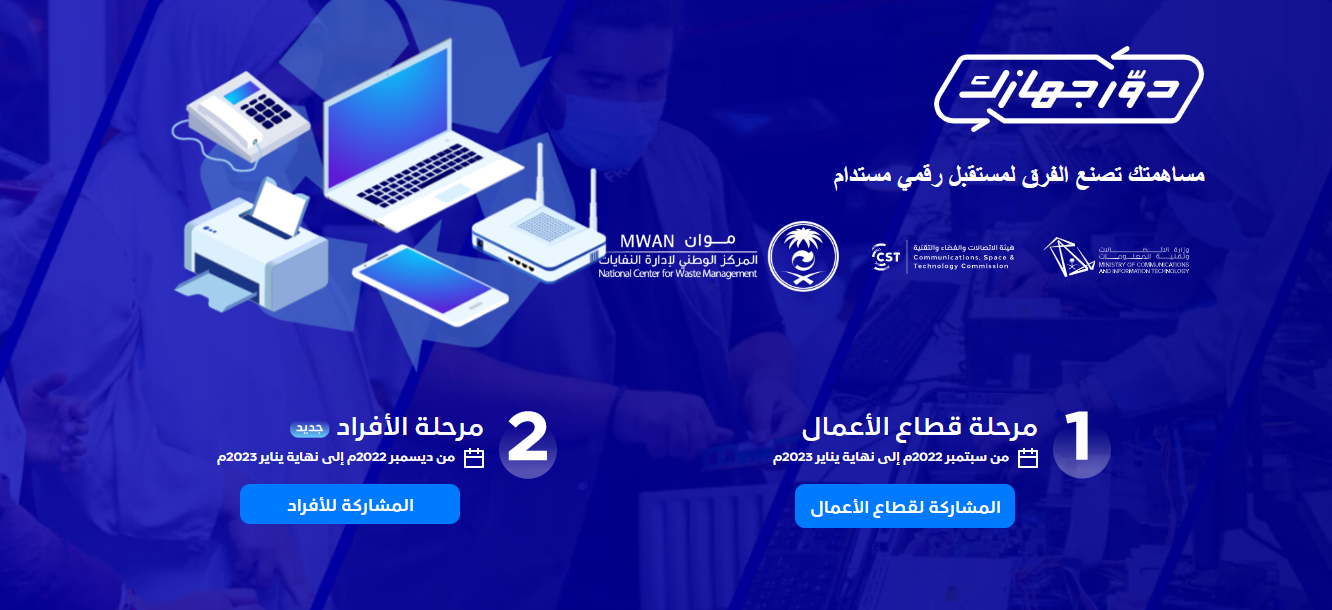 دوّر جهازك
مساهمتك تصنع الفرق لمستقبل رقمي مستدام
وزارة الاتصــالات
وتقنية المعلومات
MINISTRY OF COMMUNICATIONS
AND INFORMATION TECHNOLOGY
CST
هيئة الاتصالات والفضاء والتقنية
Communications, Space &
Technology Commission
MWAN مـوان
المركز الوطني لإدارة النفايات
National Center for Waste Management
1
مرحلة قطاع الأعمال
من سبتمبر 2022م إلى نهاية يناير 2023م
المشاركة لقطاع الأعمال
2
مرحلة الأفراد جديد
من ديسمبر 2022م إلى نهاية يناير 2023م
المشاركة للأفراد